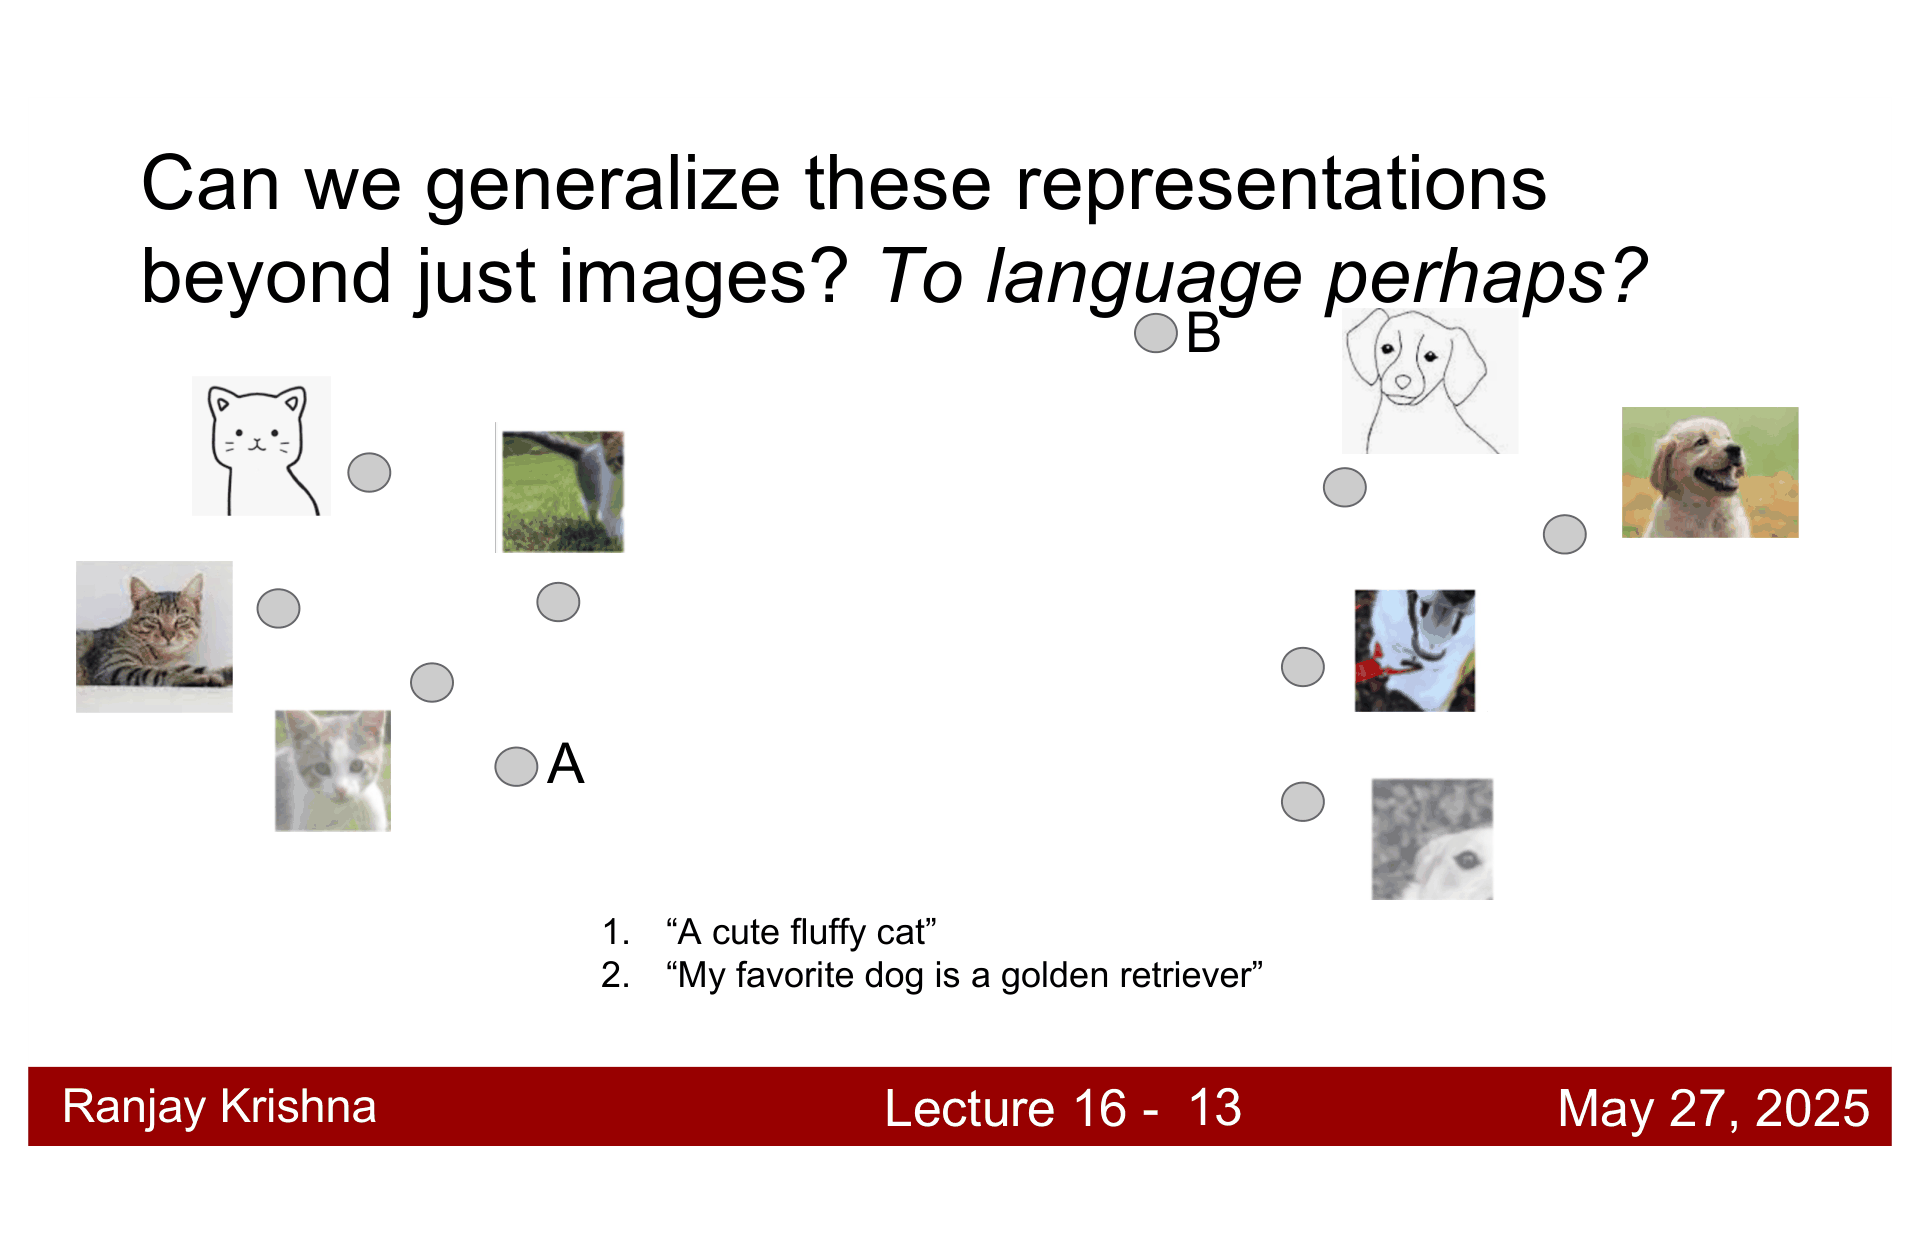 Can we generalize these representations
beyond just images? To language perhaps?
B
A
1. “A cute fluffy cat”
2. “My favorite dog is a golden retriever”
Ranjay Krishna
Lecture 16 - 13
May 27, 2025